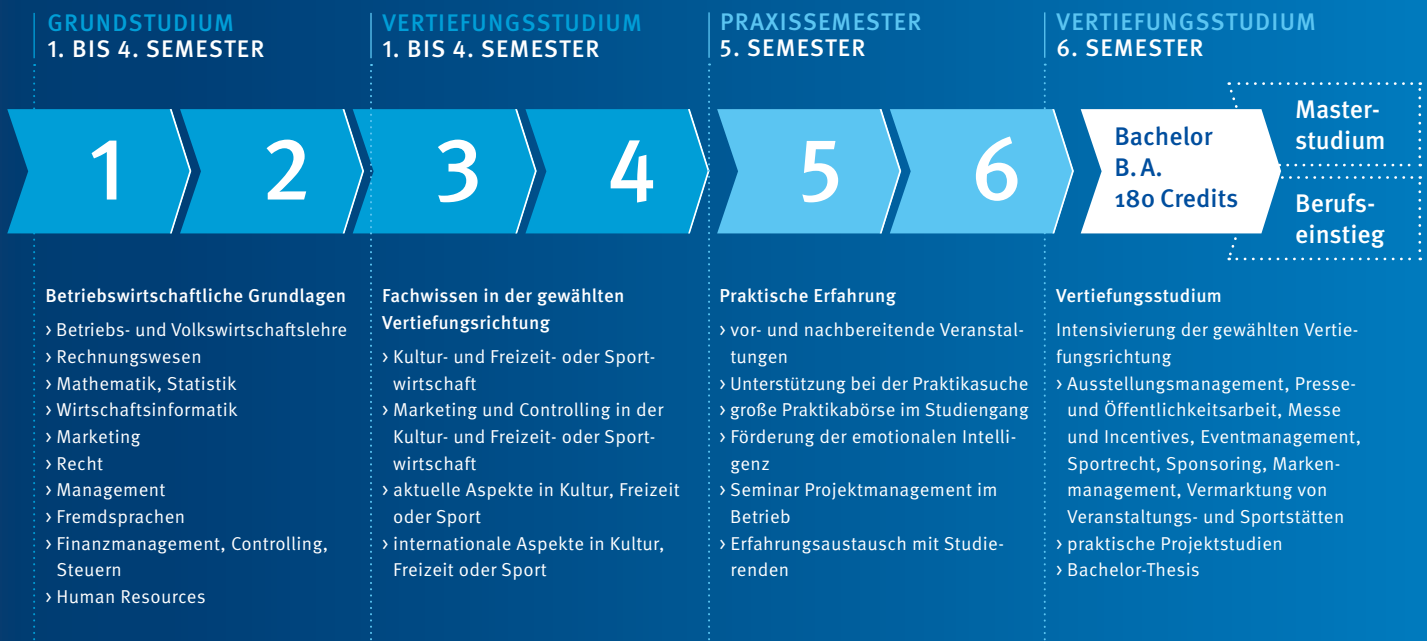 GRUNDSTUDIUM
1. BIS 4. SEMESTER
VERTIEFUNGSSTUDIUM
1. BIS 4. SEMESTER
PRAXISSEMESTER
5. SEMESTER
VERTIEFUNGSSTUDIUM
6. SEMESTER
1
2
3
4
5
6
Bachelor
B. A.
180 Credits
Master-
studium
Berufs-
einstieg
Betriebswirtschaftliche Grundlagen
› Betriebs- und Volkswirtschaftslehre
› Rechnungswesen
› Mathematik, Statistik
› Wirtschaftsinformatik
› Marketing
› Recht
› Management
› Fremdsprachen
› Finanzmanagement, Controlling,
Steuern
› Human Resources
Fachwissen in der gewählten
Vertiefungsrichtung
› Kultur- und Freizeit- oder Sport-
wirtschaft
› Marketing und Controlling in der
Kultur- und Freizeit- oder Sport-
wirtschaft
› aktuelle Aspekte in Kultur, Freizeit
oder Sport
› internationale Aspekte in Kultur,
Freizeit oder Sport
Praktische Erfahrung
› vor- und nachbereitende Veranstal-
tungen
› Unterstützung bei der Praktikasuche
› große Praktikabörse im Studiengang
› Förderung der emotionalen Intelli-
genz
› Seminar Projektmanagement im
Betrieb
› Erfahrungsaustausch mit Studie-
renden
Vertiefungsstudium
Intensivierung der gewählten Vertie-
fungsrichtung
› Ausstellungsmanagement, Presse-
und Öffentlichkeitsarbeit, Messe
und Incentives, Eventmanagement,
Sportrecht, Sponsoring, Marken-
management, Vermarktung von
Veranstaltungs- und Sportstätten
› praktische Projektstudien
› Bachelor-Thesis